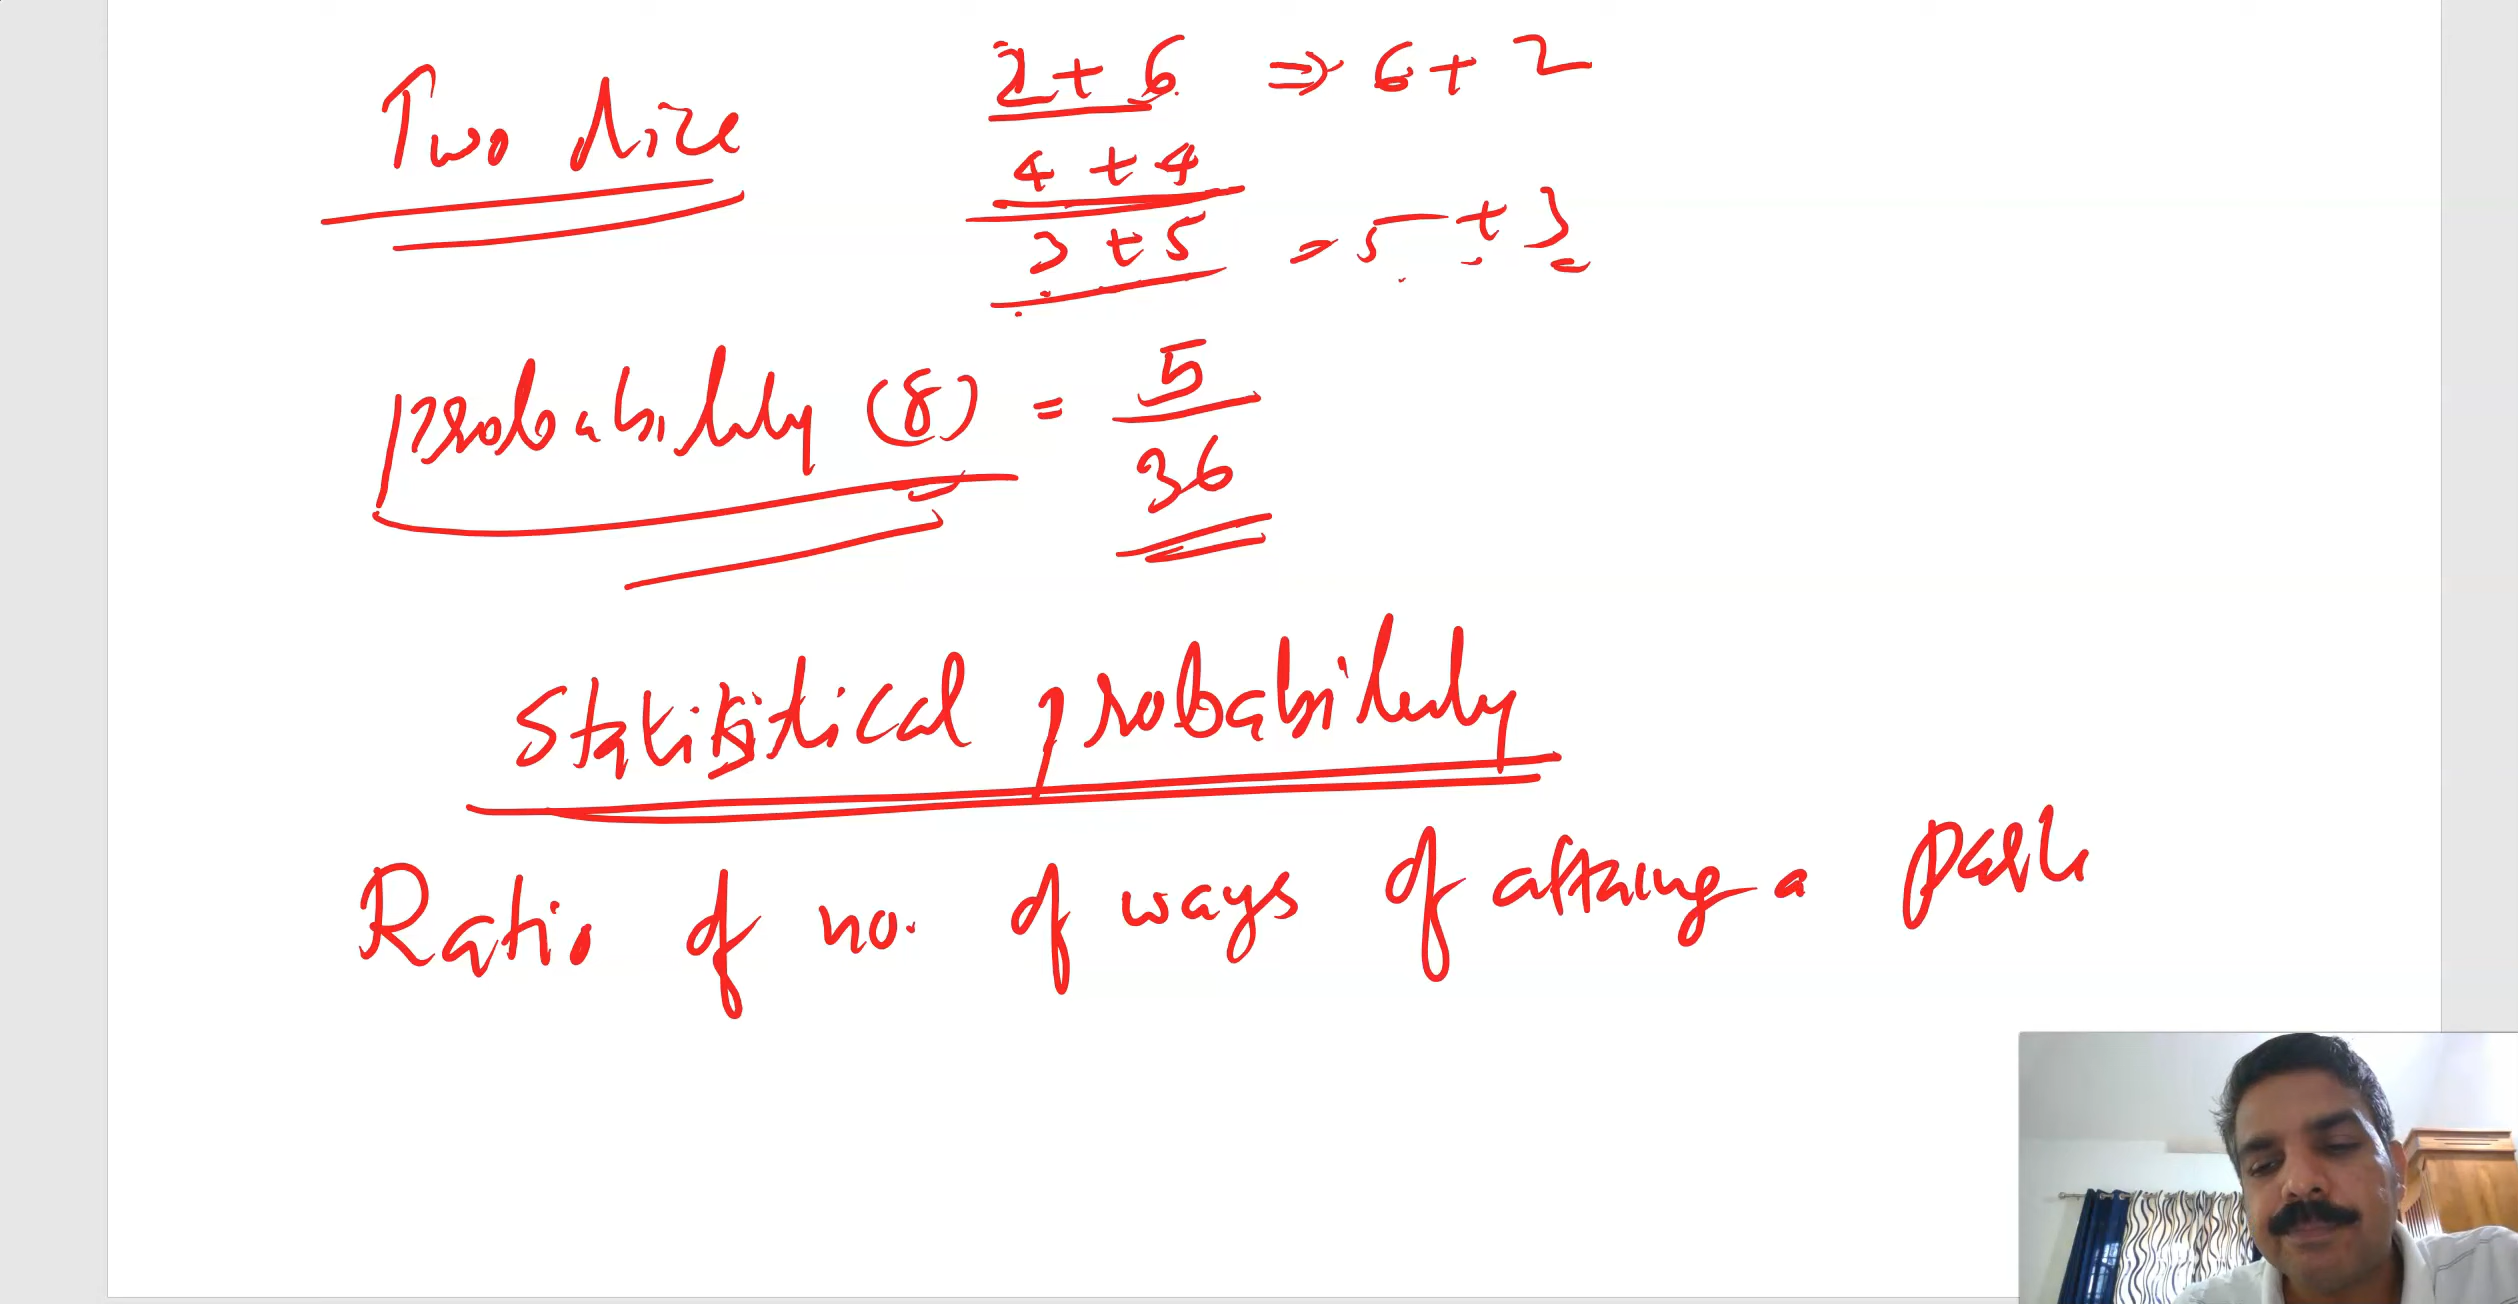 Two dice
2 + 6 ⇒ 6 + 2
4 + 4
3 + 5 = 5 + 3
probability (8) = 5/36
Statistical probability
Ratio of no. of ways of attaing a